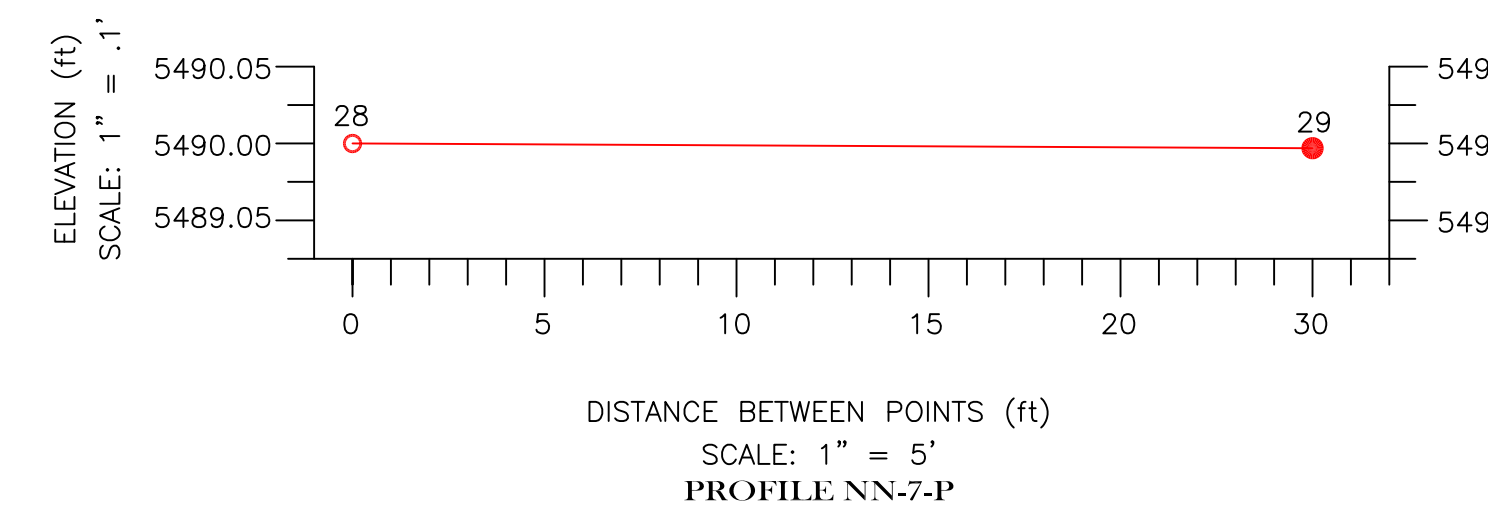 ELEVATION (ft)
SCALE: 1" = .1'
5490.05
5490.00
5489.05
28
29
549
549
549
0 5 10 15 20 30
DISTANCE BETWEEN POINTS (ft)
SCALE: 1" = 5'
PROFILE NN-7-P